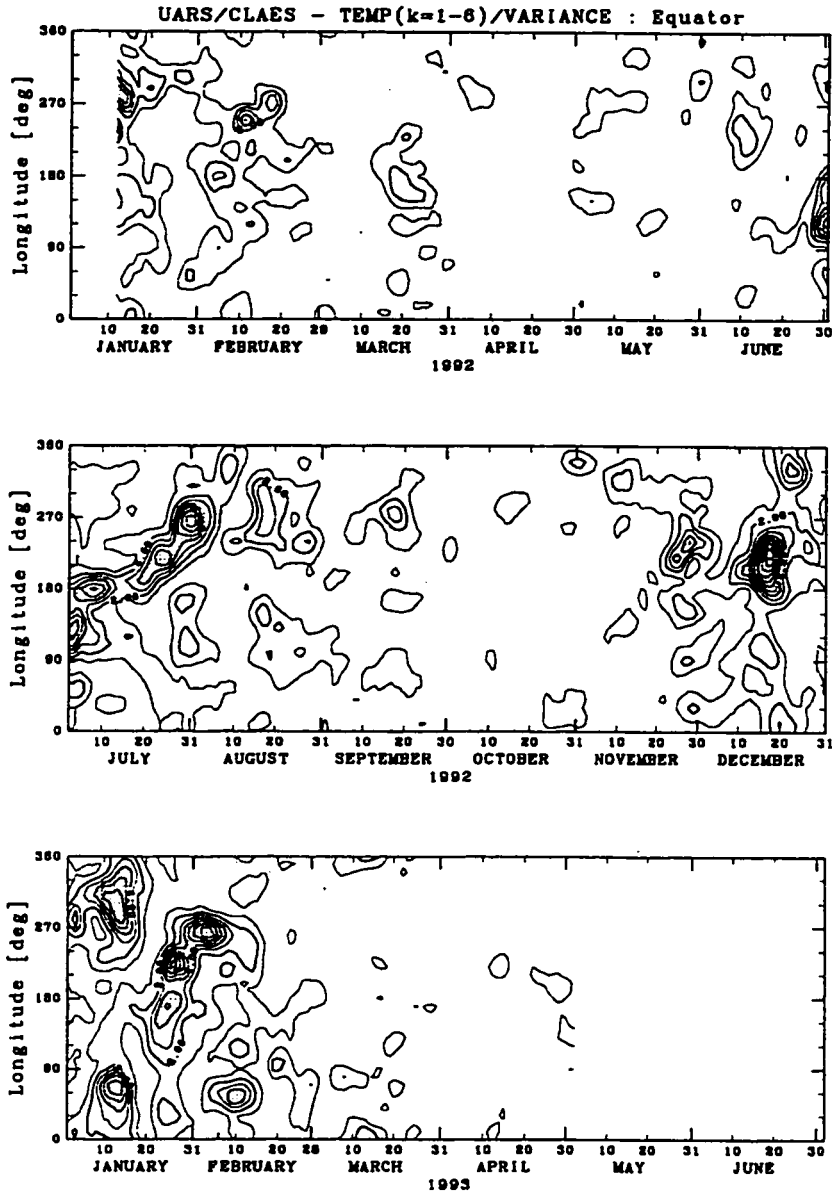 UARS/CLAES - TEMP(k=1-6)/VARIANCE : Equator
Longitude [deg]
360
270
180
90
0
10 20 31 10 20 29 10 20 31 10 20 30 10 20 31 10 20 30
JANUARY FEBRUARY MARCH APRIL MAY JUNE
1992
Longitude [deg]
360
270
180
90
0
2.00
10 20 31 10 20 31 10 20 30 10 20 31 10 20 30 10 20 31
JULY AUGUST SEPTEMBER OCTOBER NOVEMBER DECEMBER
1992
Longitude [deg]
360
270
180
90
0
2.00
10 20 31 10 20 28 10 20 31 10 20 30 10 20 31 10 20 30
JANUARY FEBRUARY MARCH APRIL MAY JUNE
1993